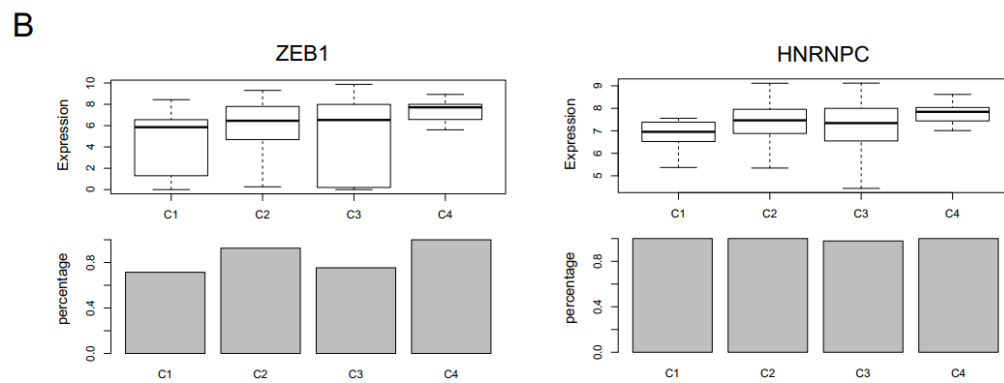 B
ZEB1
Expression
10
8
6
4
2
0
C1 C2 C3 C4
percentage
0.8
0.4
0.0
C1 C2 C3 C4
HNRNPC
Expression
9
8
7
6
5
C1 C2 C3 C4
percentage
0.8
0.4
0.0
C1 C2 C3 C4